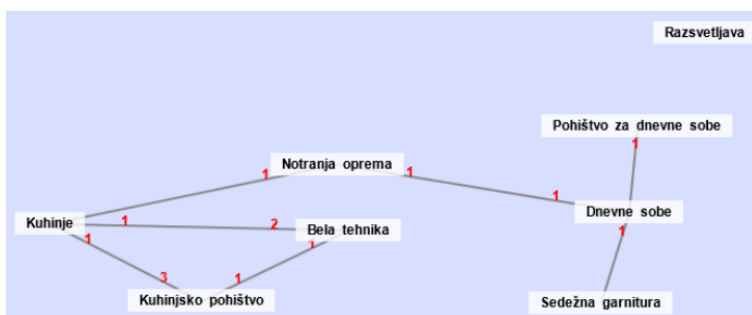 Razsvetljava
Pohištvo za dnevne sobe
1
Notranja oprema
1
1
1
Dnevne sobe
1
Kuhinje
1
2
Bela tehnika
1
1
3
1
Kuhinjsko pohištvo
Sedežna garnitura